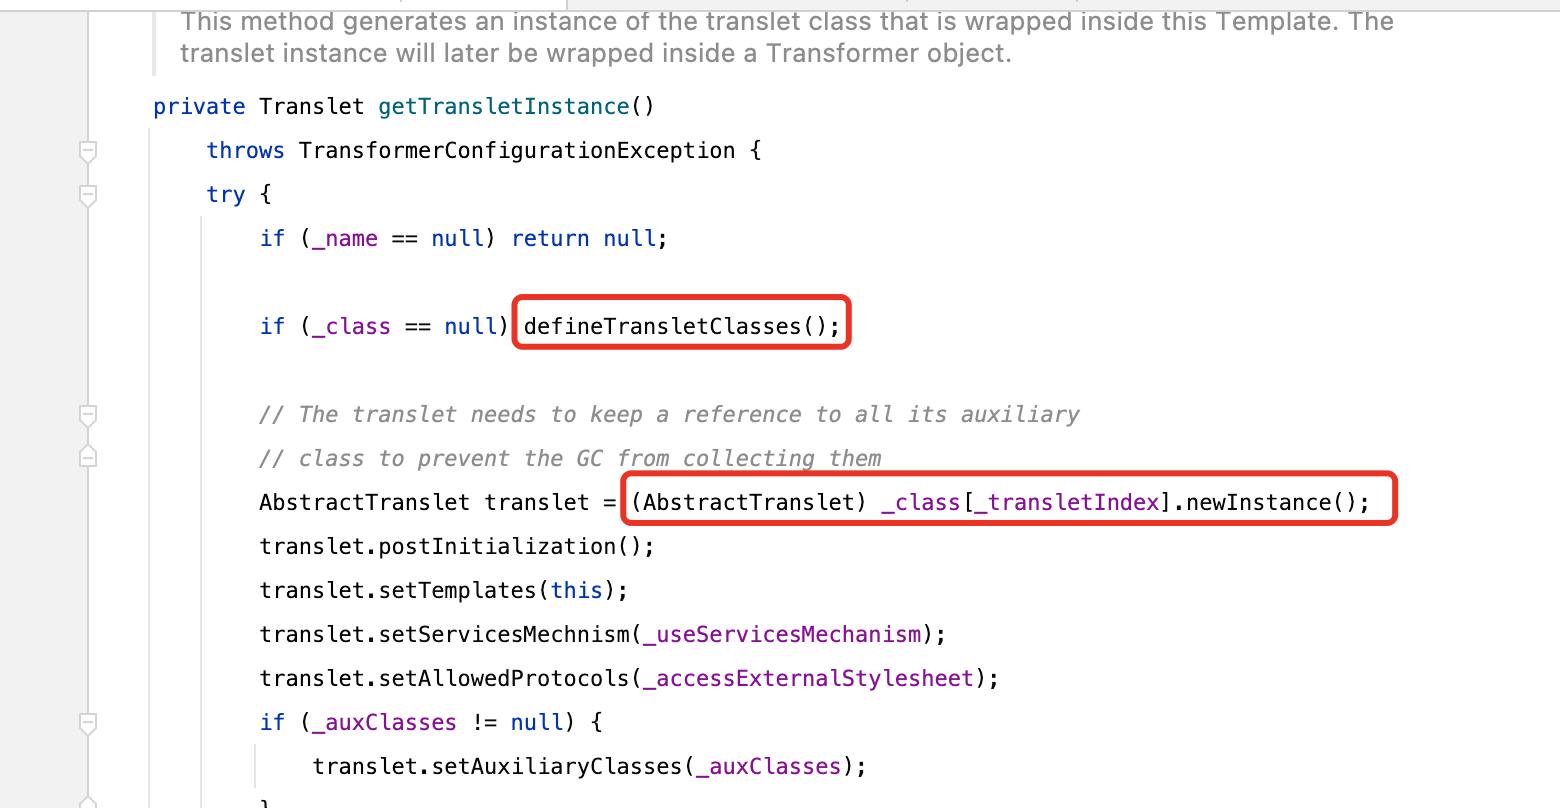 This method generates an instance of the translet class that is wrapped inside this Template. The
translet instance will later be wrapped inside a Transformer object.
private Translet getTransletInstance()
throws TransformerConfigurationException {
try {
if (_name == null) return null;
if (_class == null) defineTransletClasses();
// The translet needs to keep a reference to all its auxiliary
// class to prevent the GC from collecting them
AbstractTranslet translet = (AbstractTranslet) _class[_transletIndex].newInstance();
translet.postInitialization();
translet.setTemplates(this);
translet.setServicesMechnism(_useServicesMechanism);
translet.setAllowedProtocols(_accessExternalStylesheet);
if (_auxClasses != null) {
translet.setAuxiliaryClasses(_auxClasses);
}